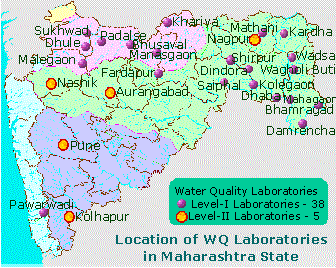 Khariya
Sukhwad
Padalse
Mathani
Kardha
Dhule
Bhusaval
Nagpur
Malegaon
Manasgaon
Shirpur
Wadsa
Fardapur
Dindora
Wagholi
Buti
Nashik
Saiphal
Kolegaon
Aurangabad
Dhaba
Mahagaon
Bhamragad
Pune
Damrencha
Water Quality Laboratories
Level-I Laboratories - 38
Pawarwadi
Level-II Laboratories - 5
Kolhapur
Location of WQ Laboratories
in Maharashtra State